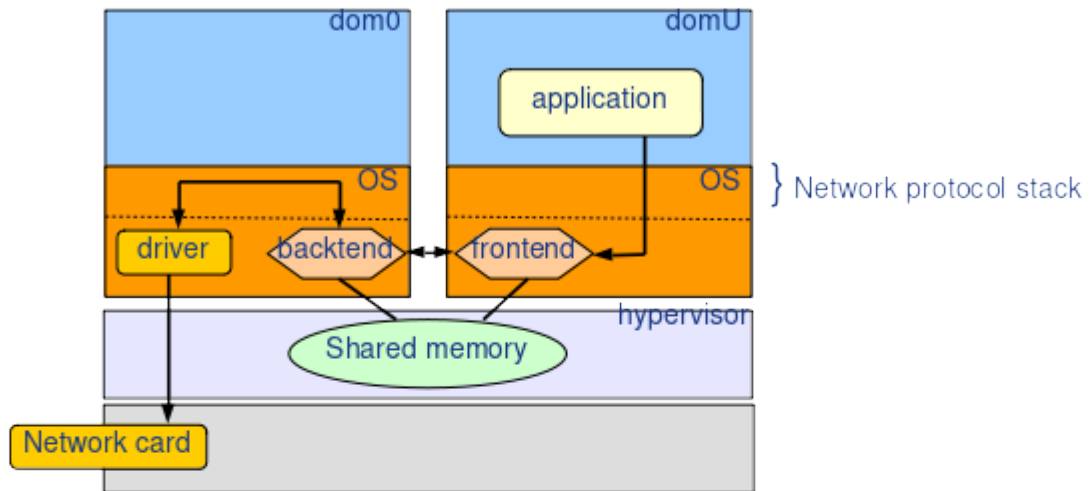 dom0
domU
application
OS
OS
} Network protocol stack
driver
backtend
frontend
hypervisor
Shared memory
Network card